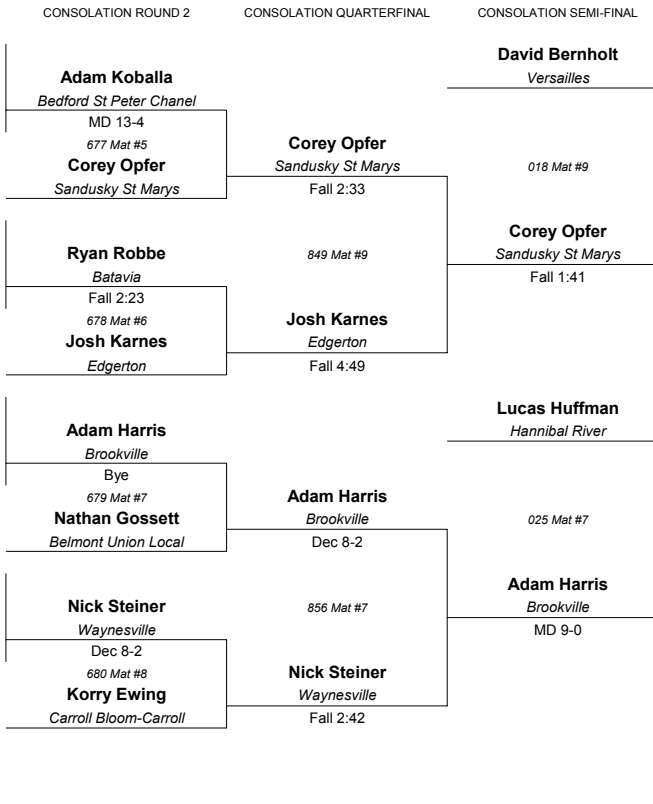 CONSOLATION ROUND 2
CONSOLATION QUARTERFINAL
CONSOLATION SEMI-FINAL
Adam Koballa
Bedford St Peter Chanel
MD 13-4
677 Mat #5
Corey Opfer
Sandusky St Marys
Ryan Robbe
Batavia
Fall 2:23
678 Mat #6
Josh Karnes
Edgerton
Adam Harris
Brookville
Bye
679 Mat #7
Nathan Gossett
Belmont Union Local
Nick Steiner
Waynesville
Dec 8-2
680 Mat #8
Korry Ewing
Carroll Bloom-Carroll
Corey Opfer
Sandusky St Marys
Fall 2:33
849 Mat #9
Josh Karnes
Edgerton
Fall 4:49
Adam Harris
Brookville
Dec 8-2
856 Mat #7
Nick Steiner
Waynesville
Fall 2:42
David Bernholt
Versailles
018 Mat #9
Corey Opfer
Sandusky St Marys
Fall 1:41
Lucas Huffman
Hannibal River
025 Mat #7
Adam Harris
Brookville
MD 9-0